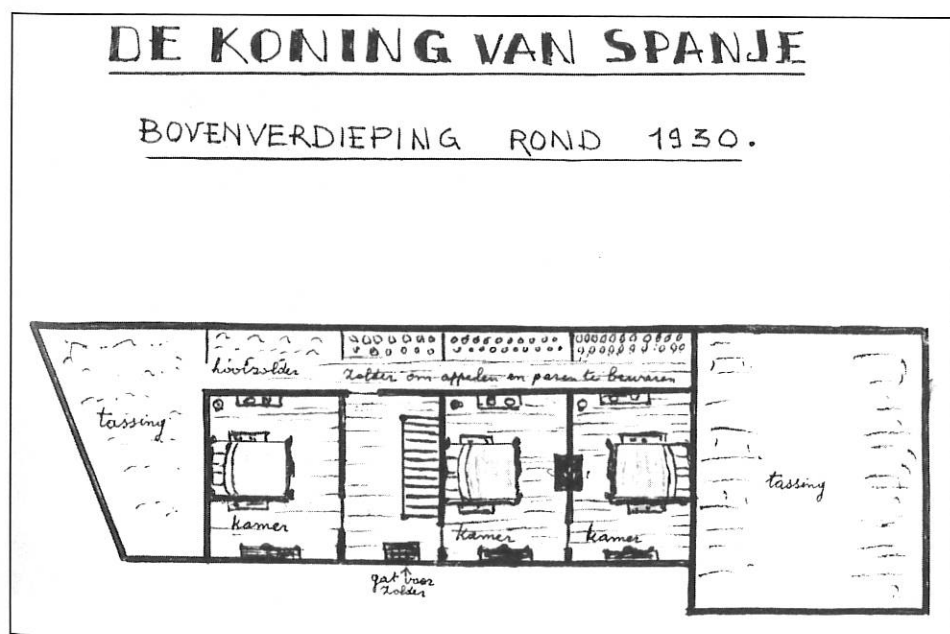 DE KONING VAN SPANJE
BOVENVERDIEPING ROND 1930.
hooizolder
zolder om appelen en paren te bewaren
tassing
tassing
kamer
kamer
kamer
gat voor
zolder